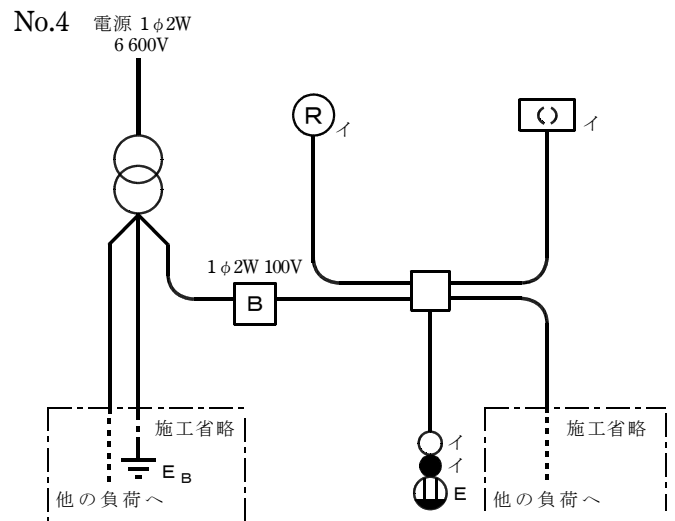 No.4
電源 1φ2W
6 600V
R
イ
( )
イ
1φ2W 100V
B
施工省略
E_B
他の負荷へ
イ
イ
E
施工省略
他の負荷へ